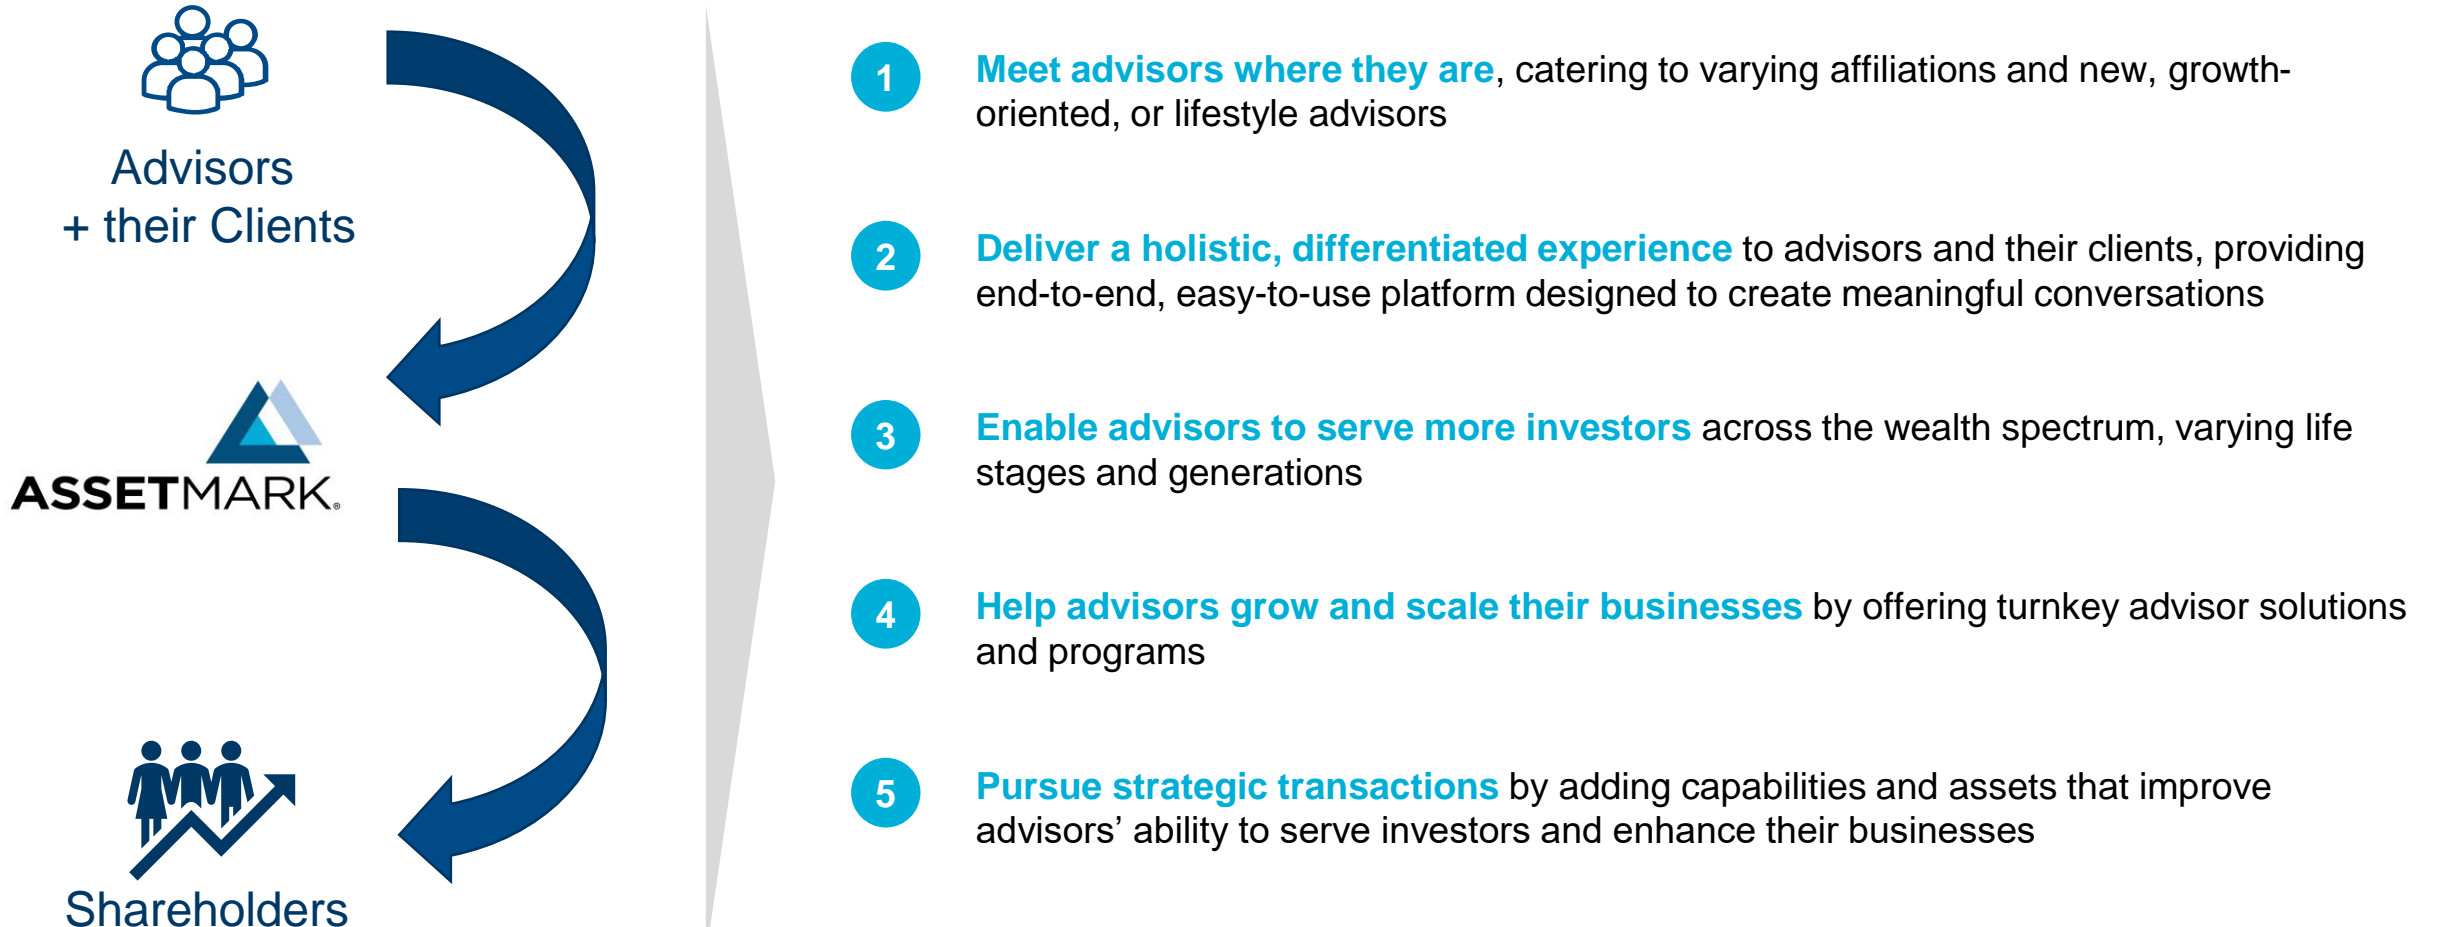 Advisors
+ their Clients
ASSETMARK®
Shareholders
1
Meet advisors where they are, catering to varying affiliations and new, growth-
oriented, or lifestyle advisors
2
Deliver a holistic, differentiated experience to advisors and their clients, providing
end-to-end, easy-to-use platform designed to create meaningful conversations
3
Enable advisors to serve more investors across the wealth spectrum, varying life
stages and generations
4
Help advisors grow and scale their businesses by offering turnkey advisor solutions
and programs
5
Pursue strategic transactions by adding capabilities and assets that improve
advisors’ ability to serve investors and enhance their businesses